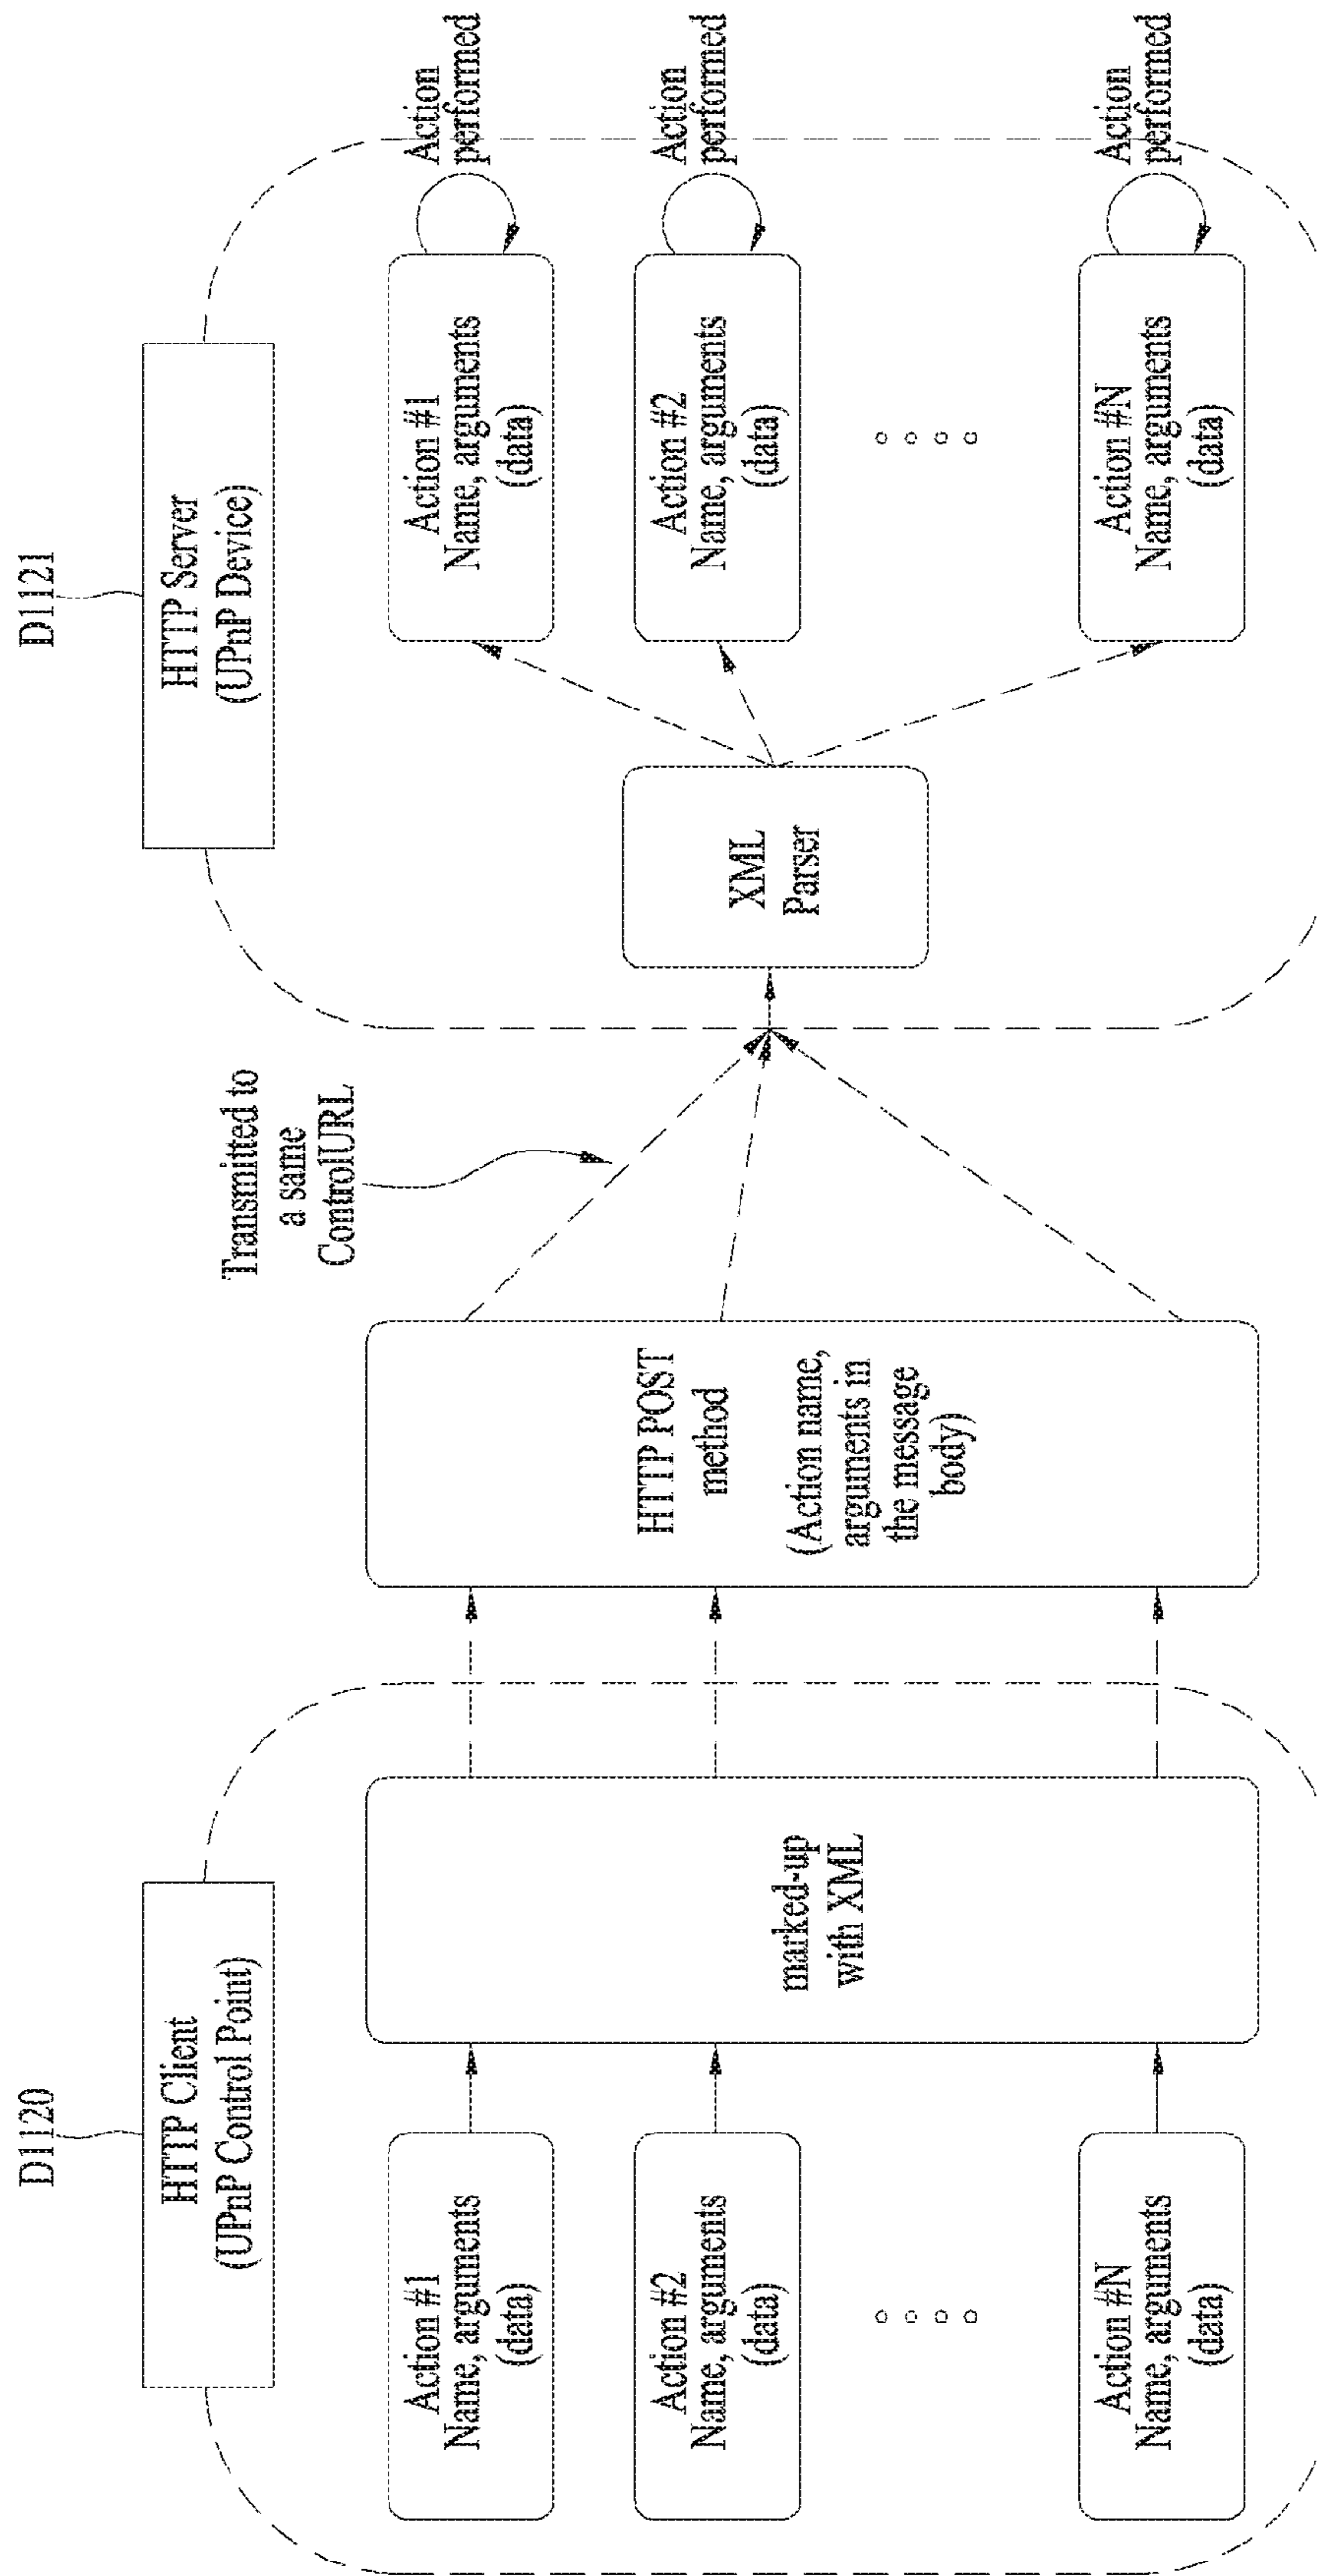 D1120
HTTP Client
(UPnP Control Point)
Action #1
Name, arguments
(data)
Action #2
Name, arguments
(data)
Action #N
Name, arguments
(data)
marked-up
with XML
HTTP POST
method
(Action name,
arguments in
the message
body)
Transmitted to
a same
ControlURL
D1121
HTTP Server
(UPnP Device)
XML
Parser
Action #1
Name, arguments
(data)
Action
performed
Action #2
Name, arguments
(data)
Action
performed
Action #N
Name, arguments
(data)
Action
performed